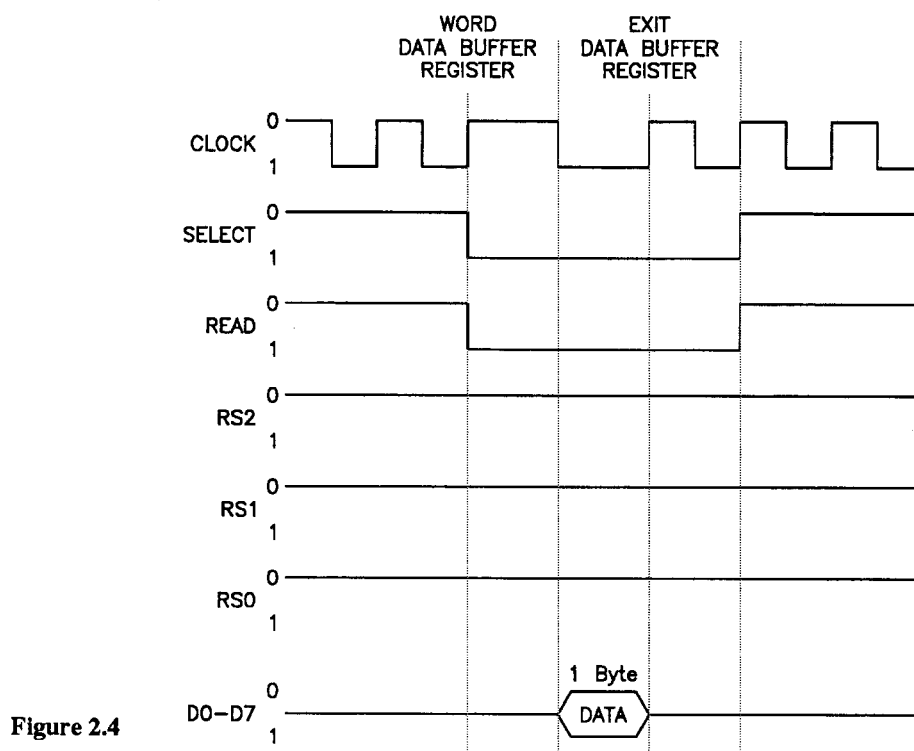 WORD
DATA BUFFER
REGISTER
EXIT
DATA BUFFER
REGISTER
CLOCK
0
1
SELECT
0
1
READ
0
1
RS2
0
1
RS1
0
1
RS0
0
1
1 Byte
D0-D7
0
1
DATA
Figure 2.4